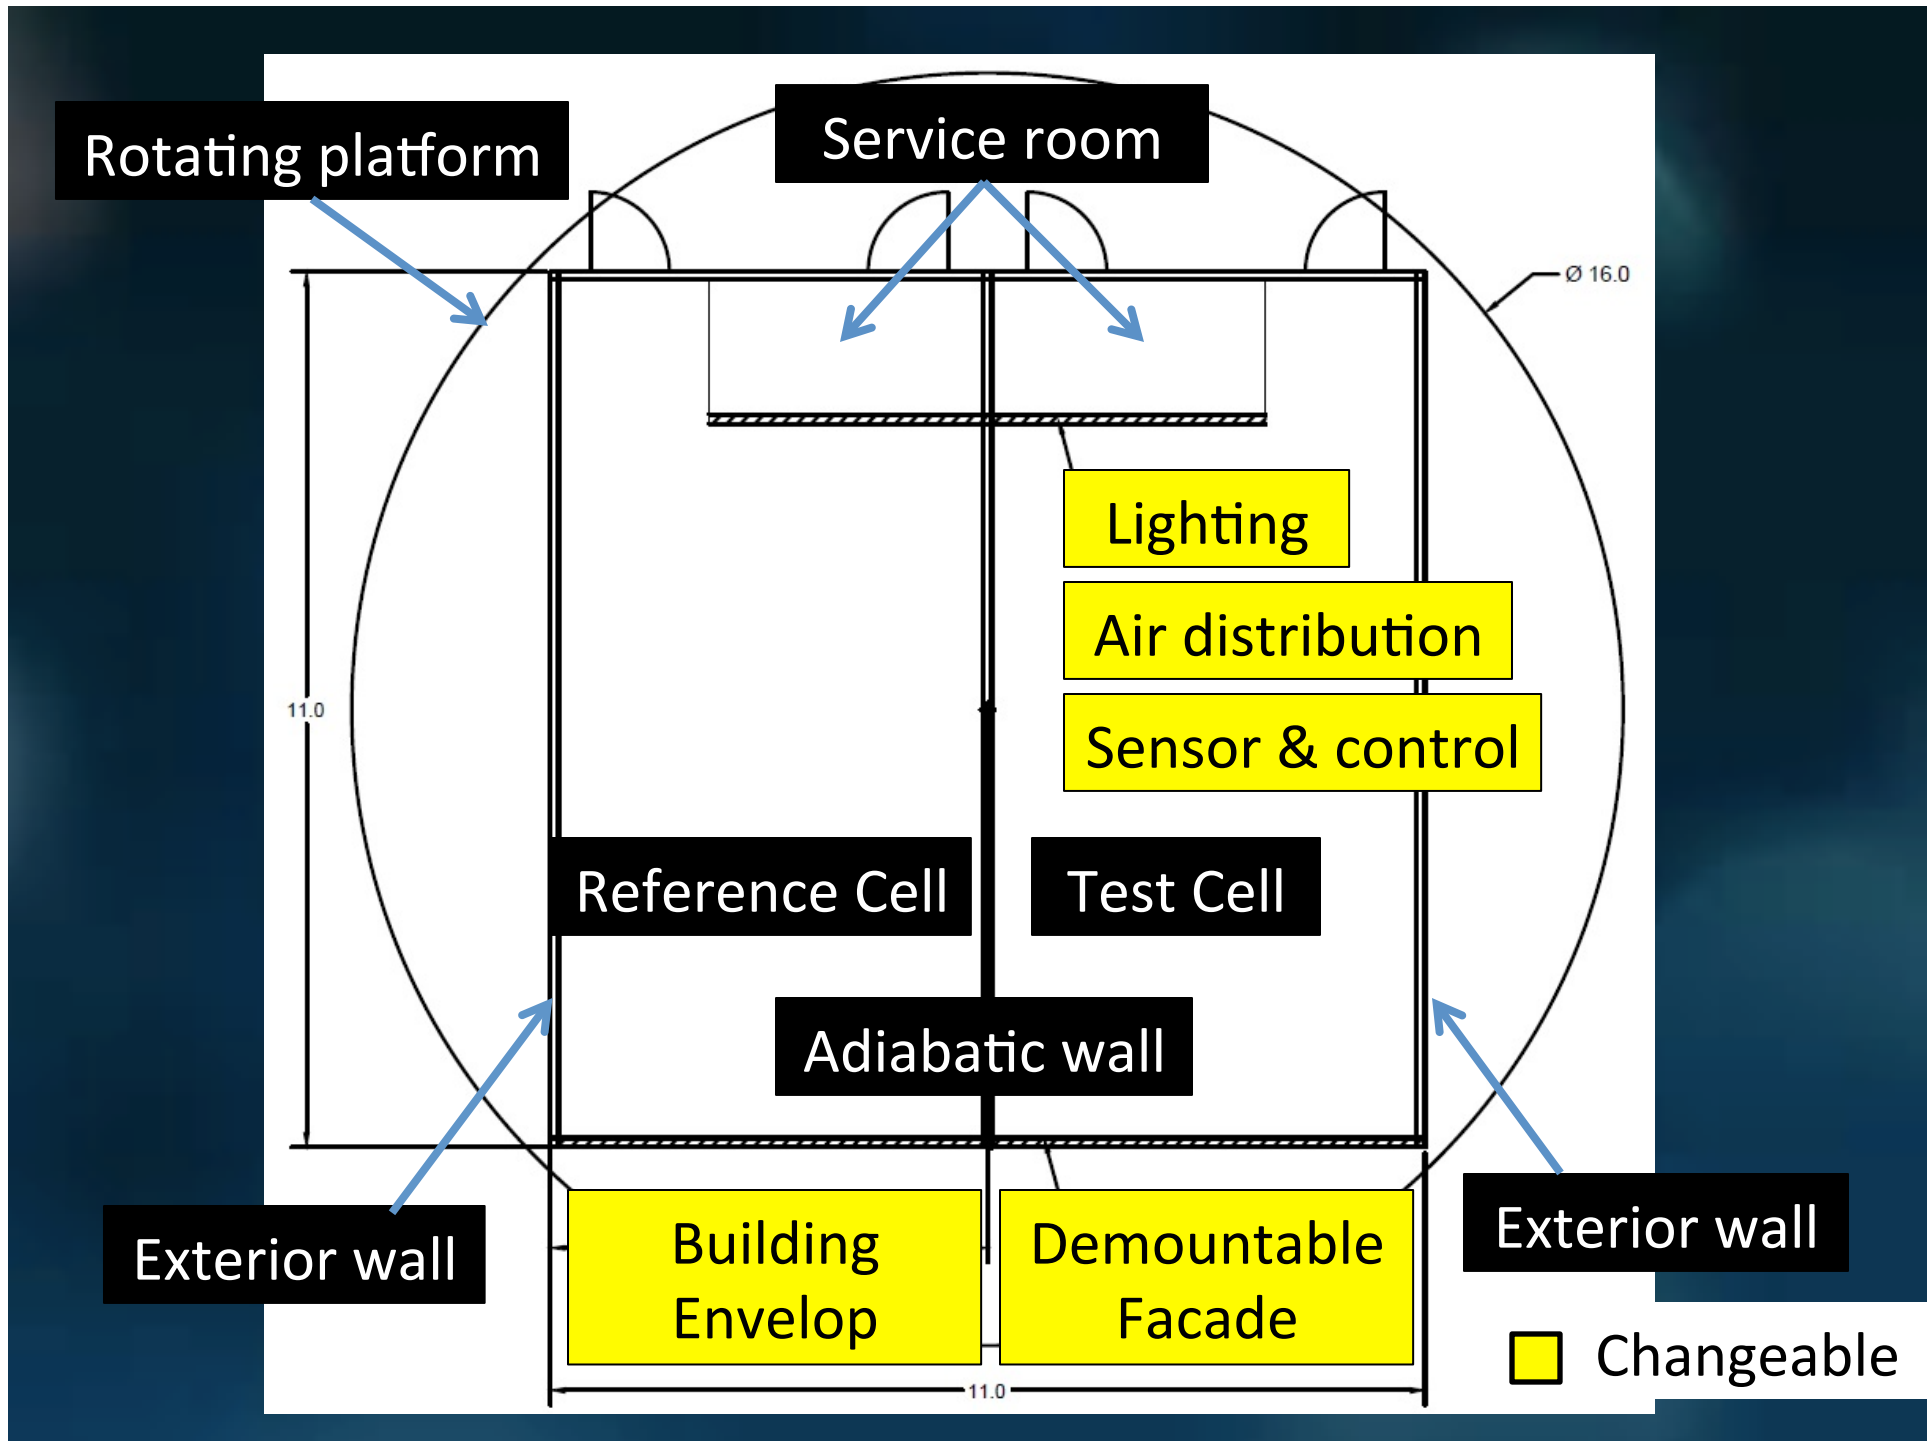 Rotating platform
Service room
Ø 16.0
Lighting
Air distribution
11.0
Sensor & control
Reference Cell
Test Cell
Adiabatic wall
Exterior wall
Building
Envelop
Demountable
Facade
Exterior wall
Changeable
11.0